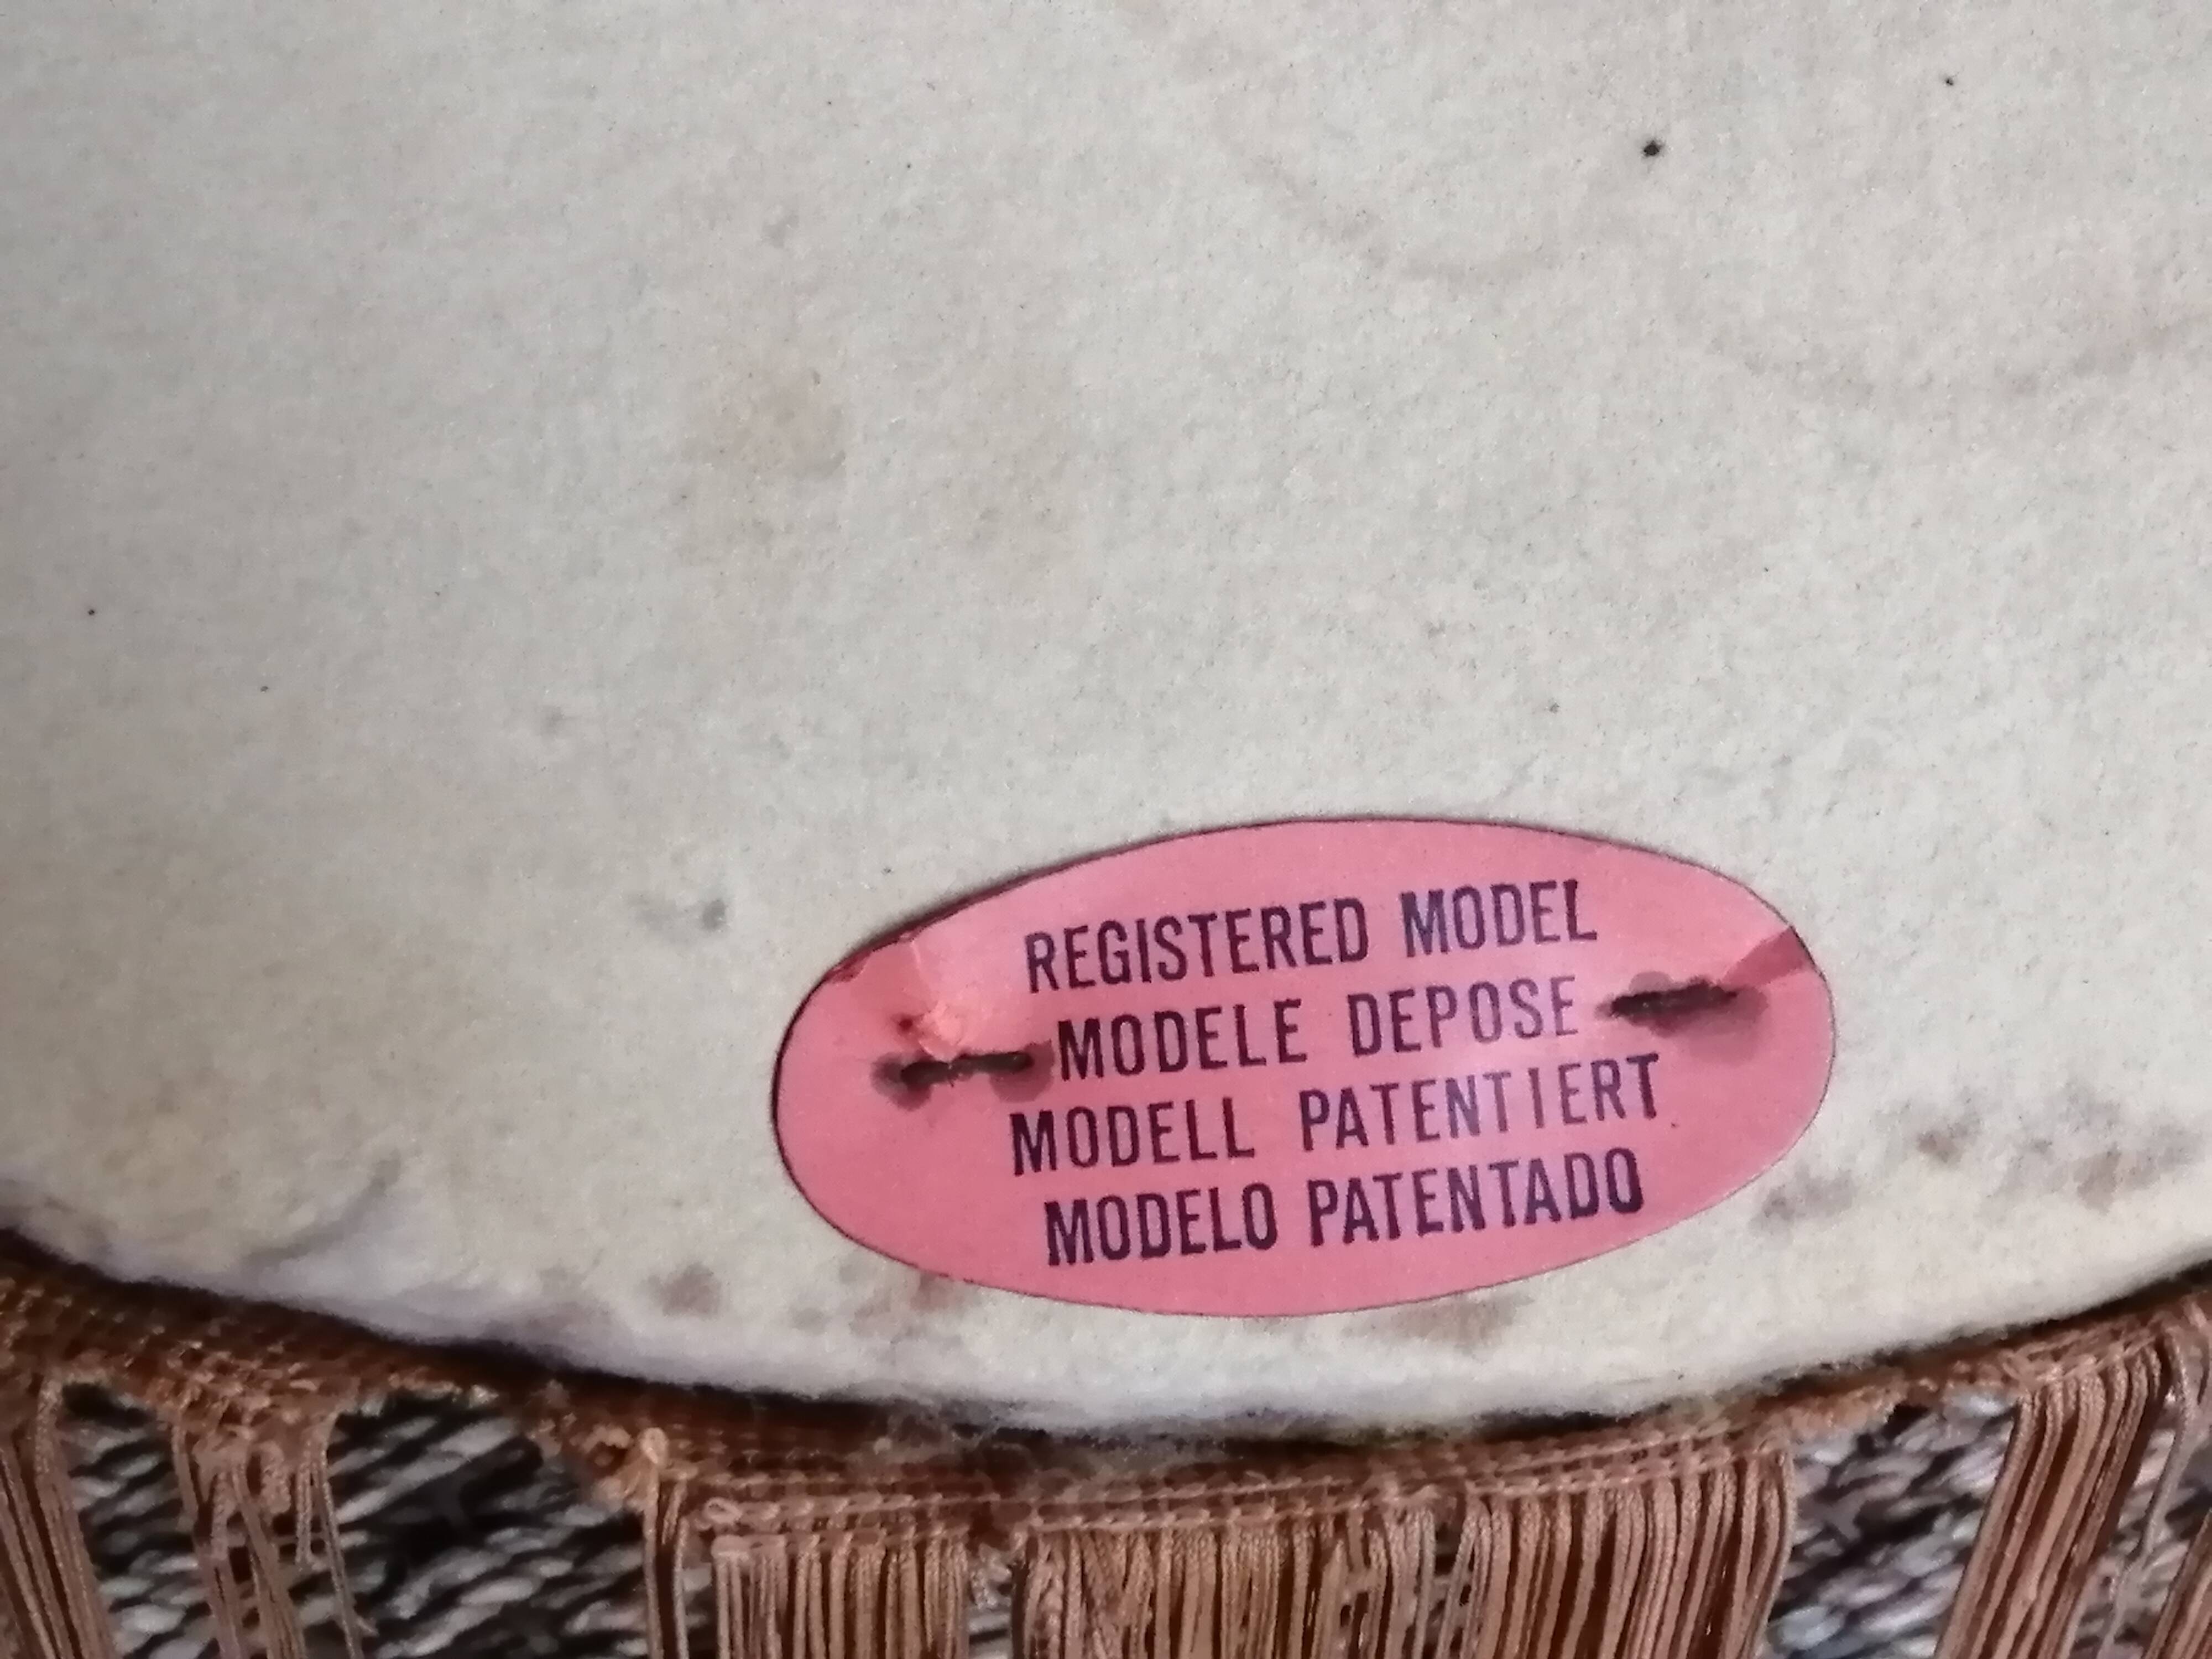 REGISTERED MODEL
MODELE DEPOSE
MODELL PATENTIERT
MODELO PATENTADO